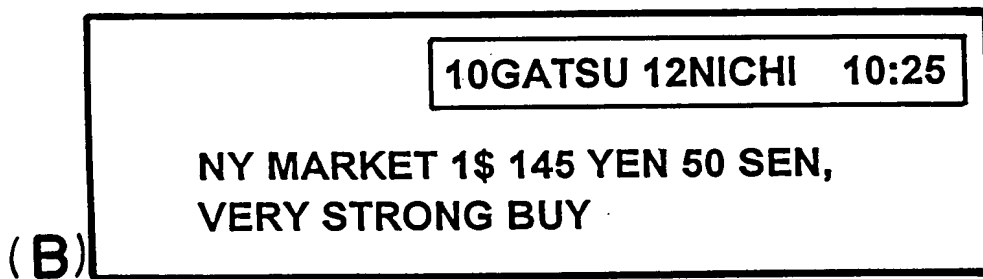 10GATSU 12NICHI 10:25
NY MARKET 1$ 145 YEN 50 SEN,
VERY STRONG BUY
(B)